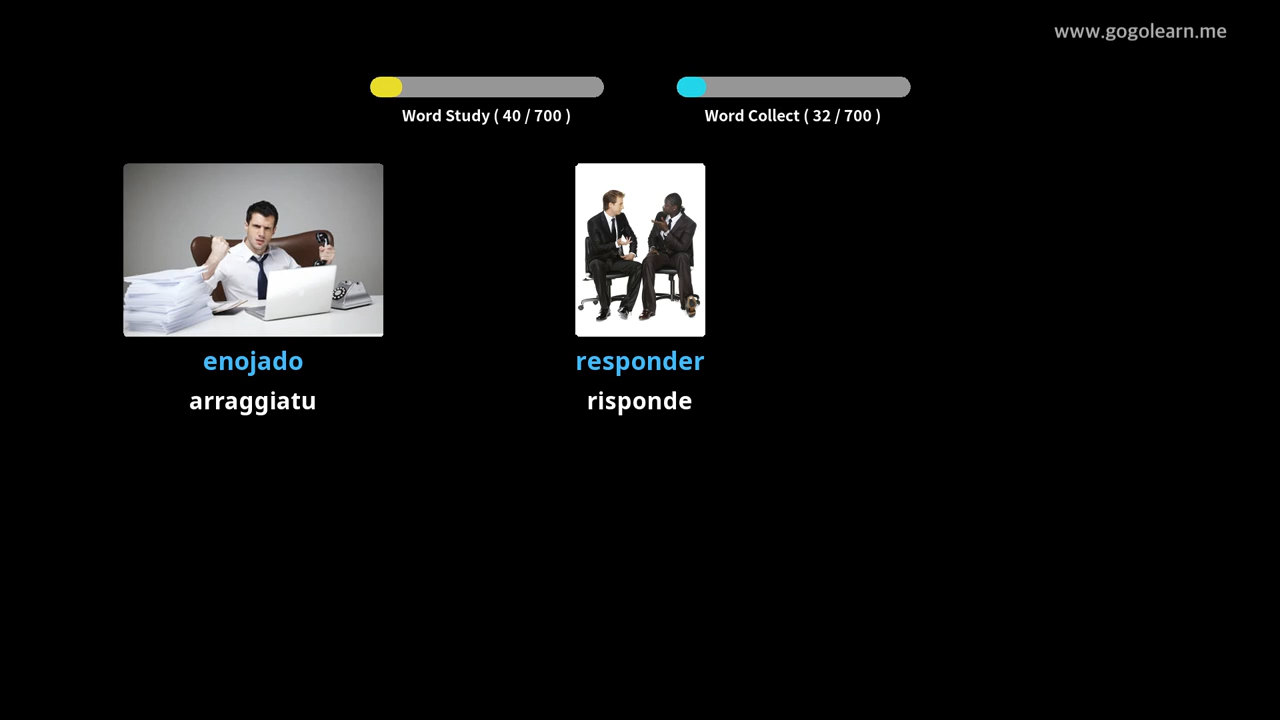 www.gogolearn.me
Word Study ( 40 / 700 )
Word Collect ( 32 / 700 )
enojado
arraggiatu
responder
risponde